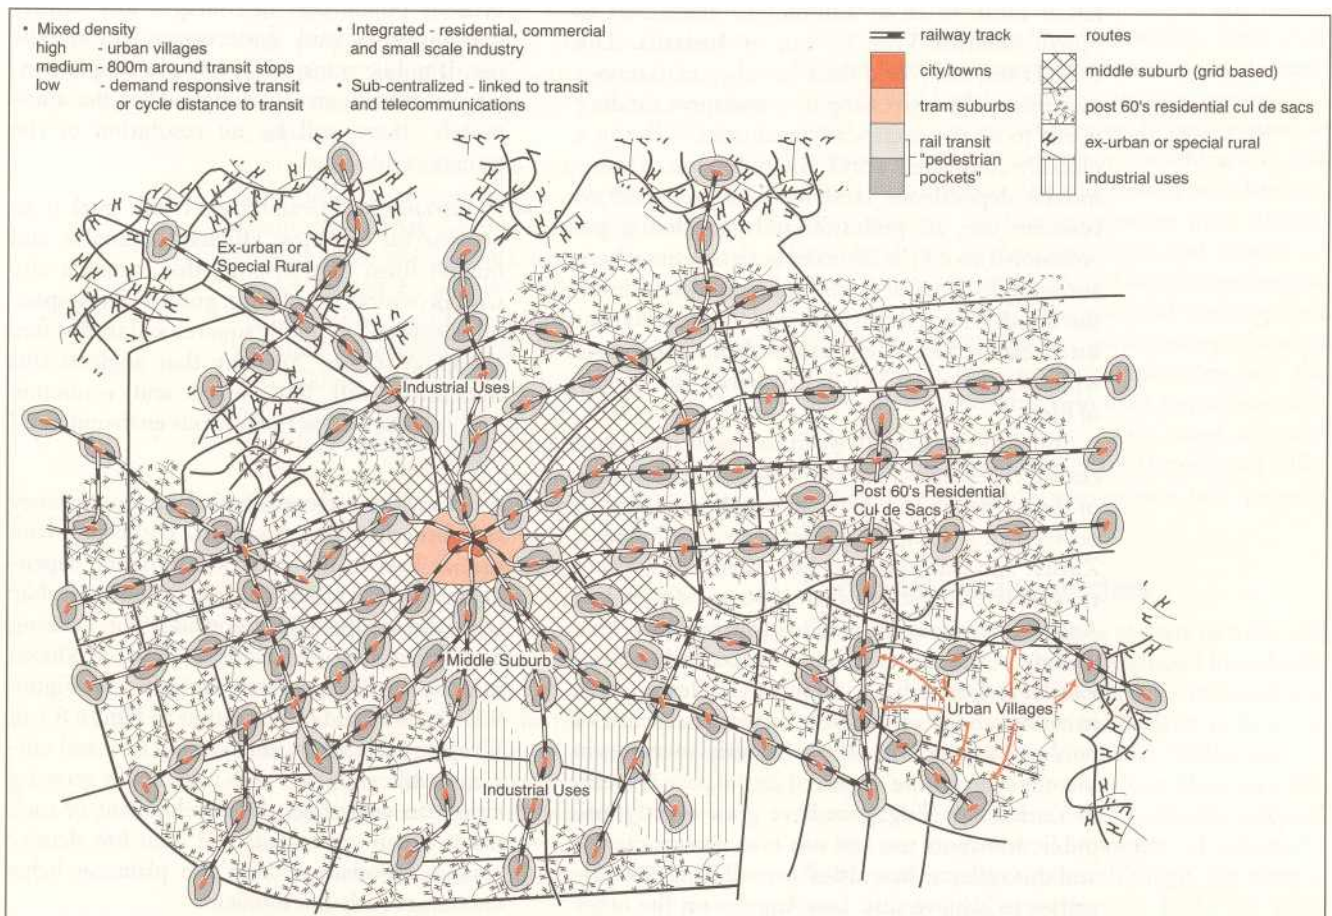 • Mixed density
high - urban villages
medium - 800m around transit stops
low - demand responsive transit
or cycle distance to transit
• Integrated - residential, commercial
and small scale industry
• Sub-centralized - linked to transit
and telecommunications
railway track
city/towns
tram suburbs
rail transit
"pedestrian
pockets"
routes
middle suburb (grid based)
post 60's residential cul de sacs
ex-urban or special rural
industrial uses
Ex-urban or
Special Rural
Industrial Uses
Post 60's Residential
Cul de Sacs
Middle Suburb
Urban Villages
Industrial Uses